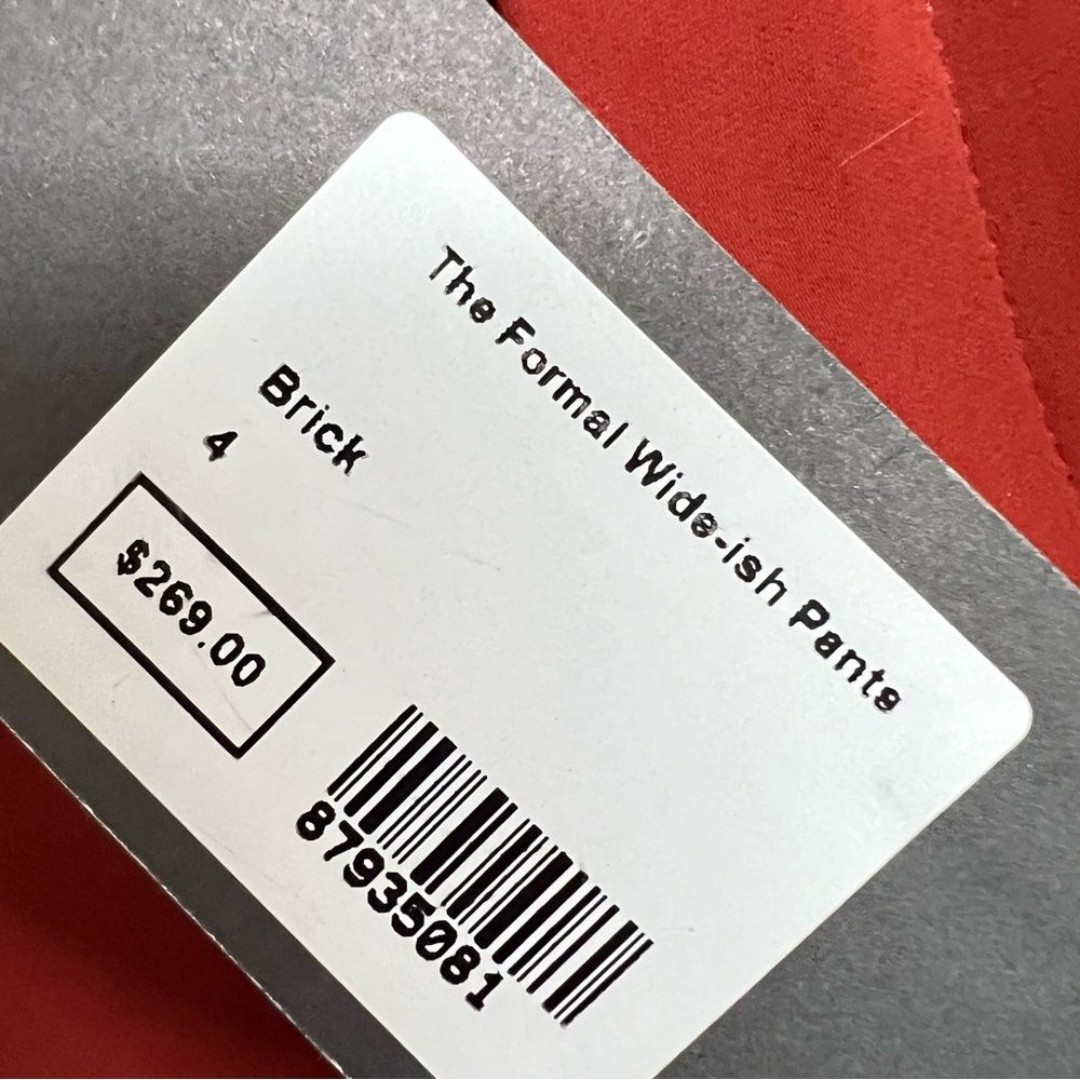 The Formal Wide-ish Pants
Brick
4
$269.00
87935081